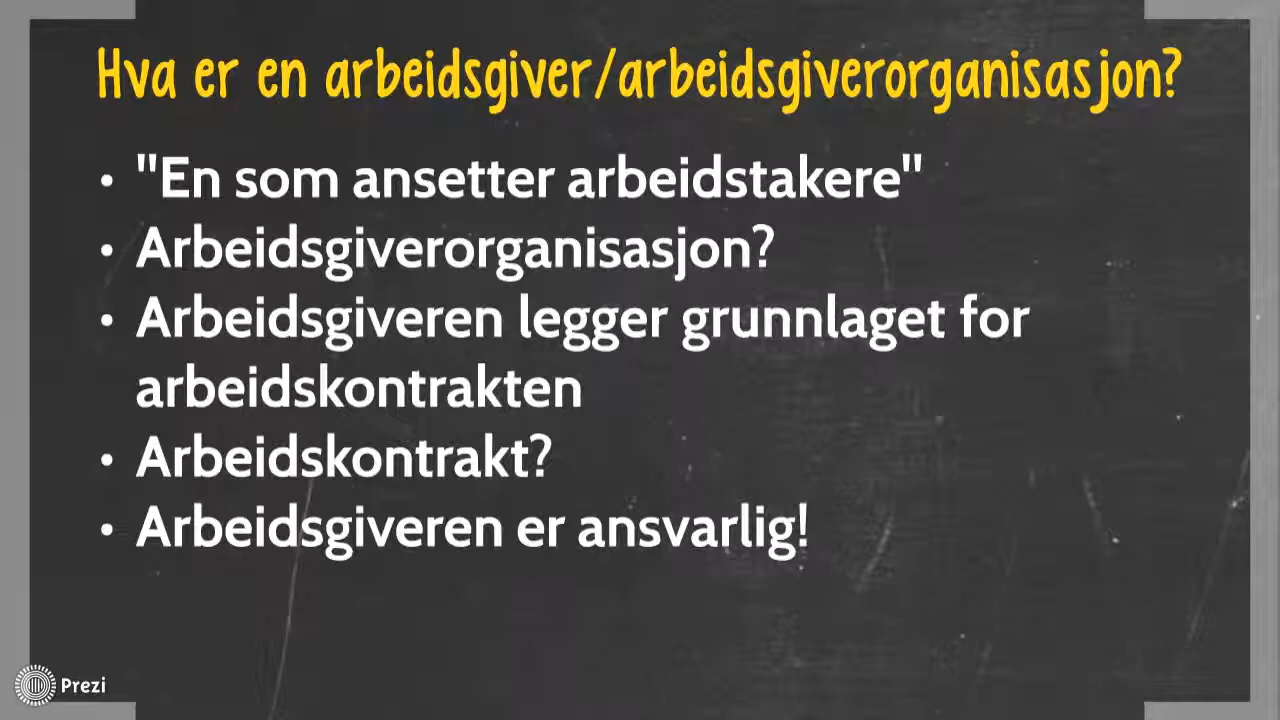 Hva er en arbeidsgiver/arbeidsgiverorganisasjon?
• "En som ansetter arbeidstakere"
• Arbeidsgiverorganisasjon?
• Arbeidsgiveren legger grunnlaget for
arbeidskontrakten
• Arbeidskontrakt?
• Arbeidsgiveren er ansvarlig!
Prezi